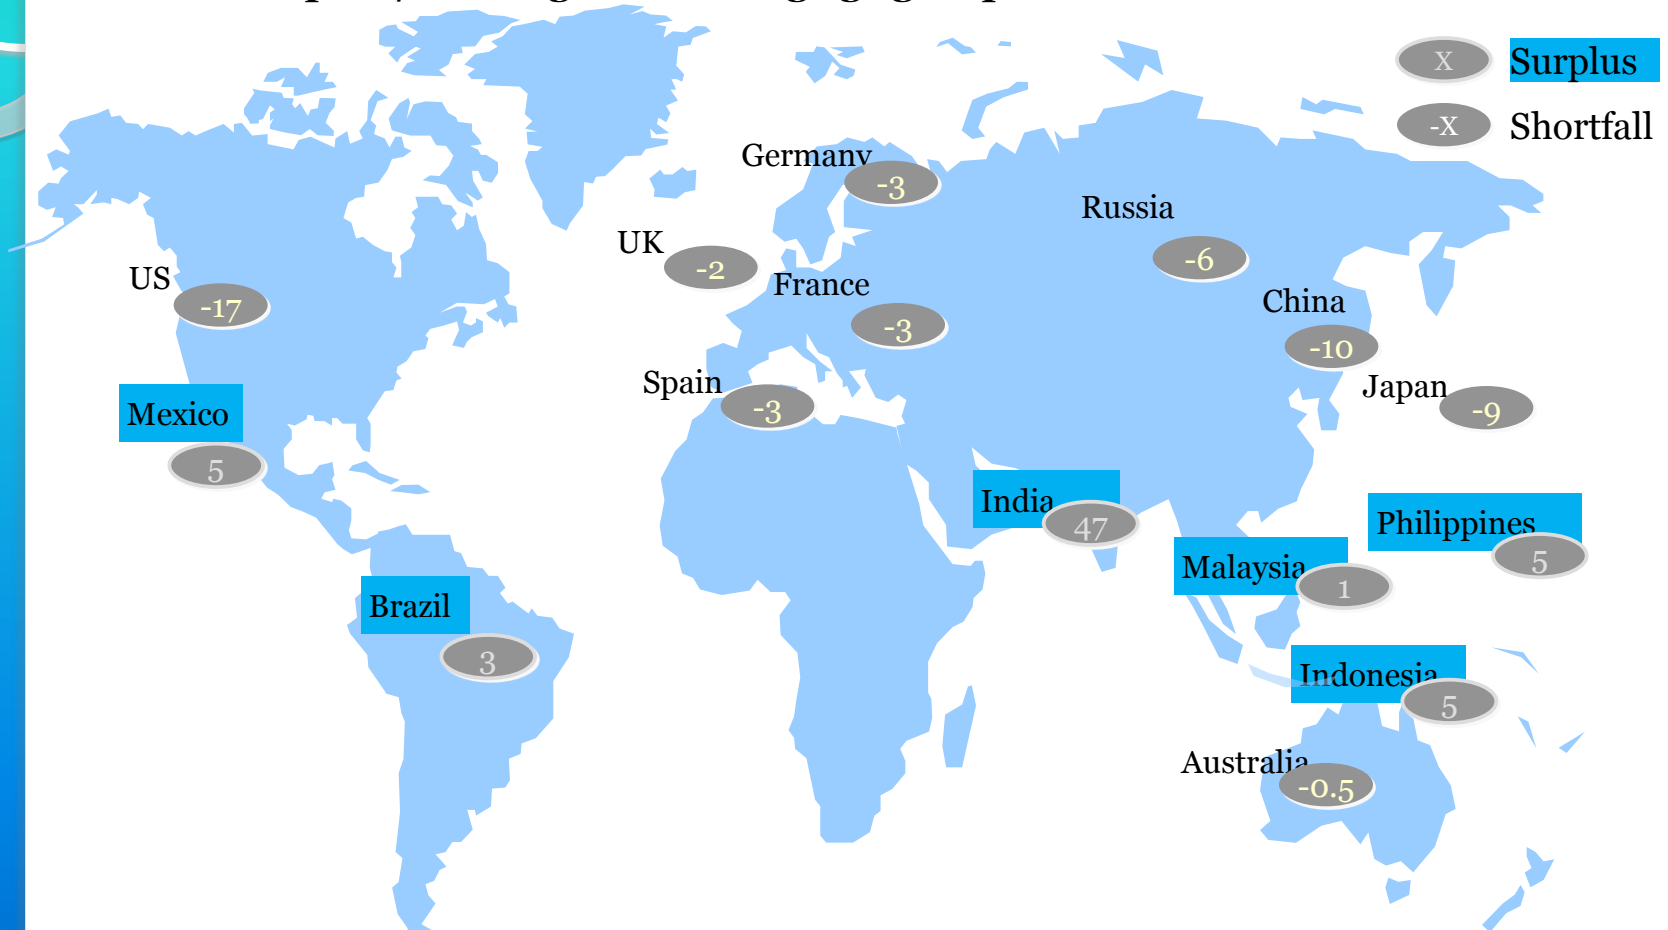 X Surplus
-X Shortfall
Germany
-3
Russia
-6
UK
-2
France
-3
US
-17
China
-10
Spain
-3
Japan
-9
Mexico
5
India
47
Philippines
5
Malaysia
1
Brazil
3
Indonesia
5
Australia
-0.5